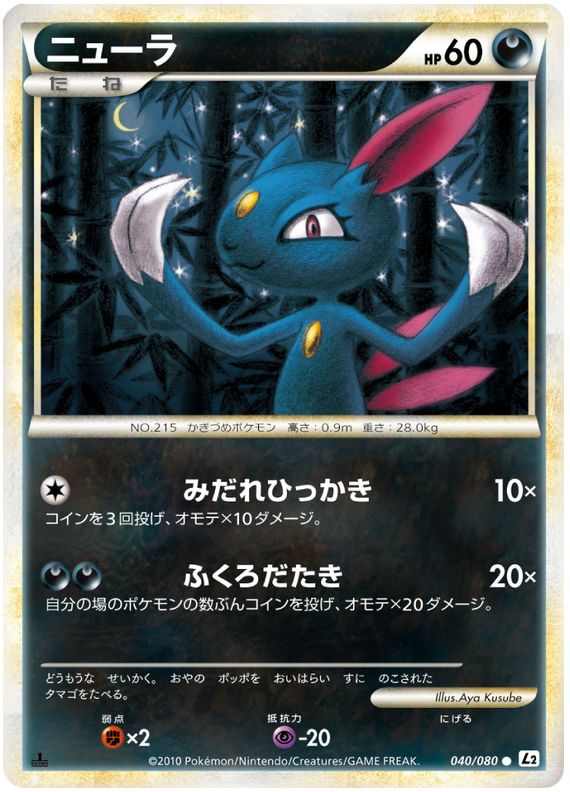 ニューラ
HP60
たね
NO.215 かぎづめポケモン 高さ:0.9m 重さ:28.0kg
みだれひっかき 10×
コインを3回投げ、オモテ×10ダメージ。
ふくろだたき 20×
自分の場のポケモンの数ぶんコインを投げ、オモテ×20ダメージ。
どうもうな せいかく。 おやの ポッポを おいはらい すに のこされた
タマゴをたべる。
Illus.Aya Kusube
弱点 抵抗力 にげる
×2 -20
©2010 Pokémon/Nintendo/Creatures/GAME FREAK.
040/080 ● L2